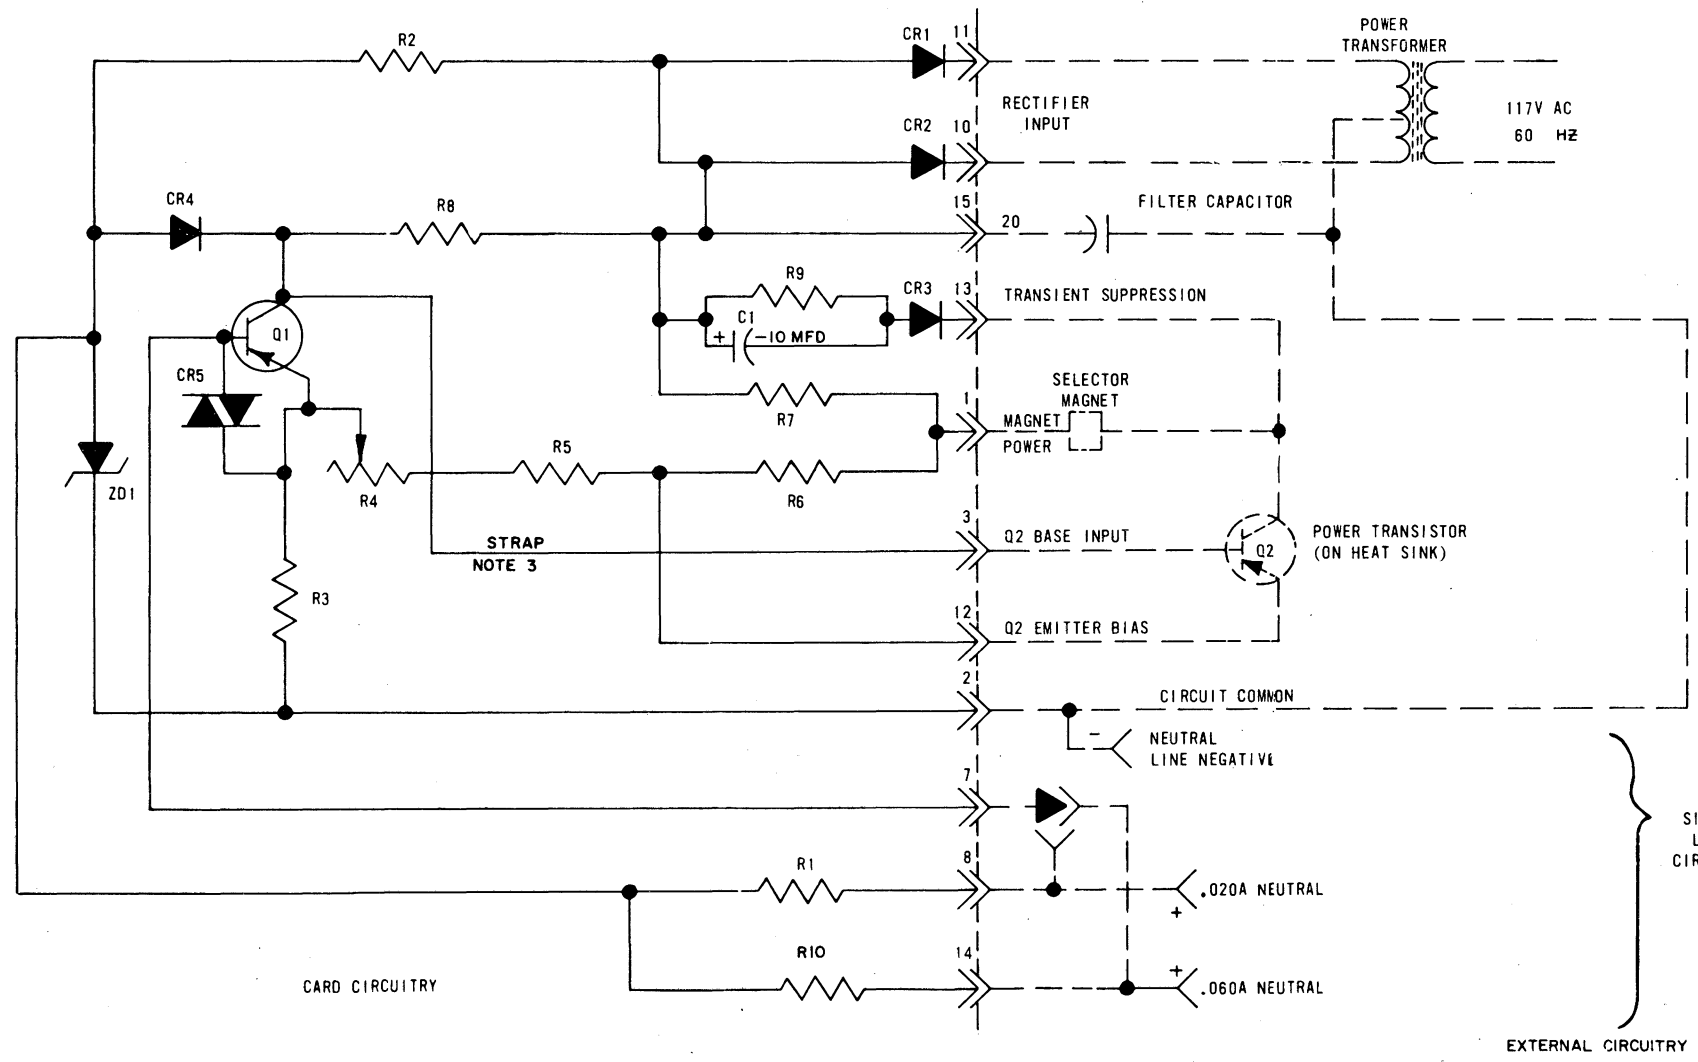 POWER
TRANSFORMER
R2
CR1
11
RECTIFIER
INPUT
117V AC
60 HZ
CR2
10
CR4
R8
15
20
FILTER CAPACITOR
R9
CR3
13
TRANSIENT SUPPRESSION
C1
+
-10 MFD
Q1
CR5
SELECTOR
MAGNET
1
R7
MAGNET
POWER
R5
ZD1
R4
R6
3
Q2 BASE INPUT
POWER TRANSISTOR
(ON HEAT SINK)
Q2
STRAP
NOTE 3
R3
12
Q2 EMITTER BIAS
2
CIRCUIT COMMON
-
NEUTRAL
LINE NEGATIVE
7
SI
L
CIR
R1
8
.020A NEUTRAL
+
R10
14
+
.060A NEUTRAL
CARD CIRCUITRY
EXTERNAL CIRCUITRY